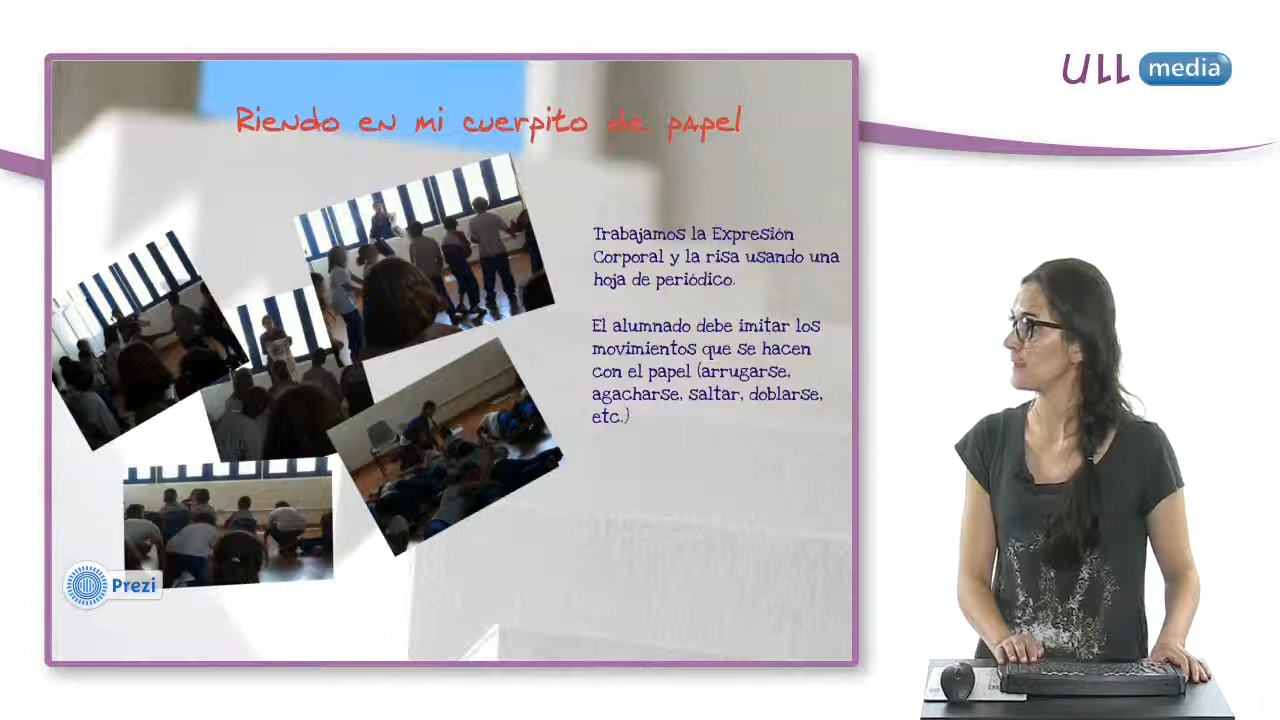 ULL media
Riendo en mi cuerpito de papel
Trabajamos la Expresión
Corporal y la risa usando una
hoja de periódico.
El alumnado debe imitar los
movimientos que se hacen
con el papel (arrugarse,
agacharse, saltar, doblarse,
etc.)
Prezi